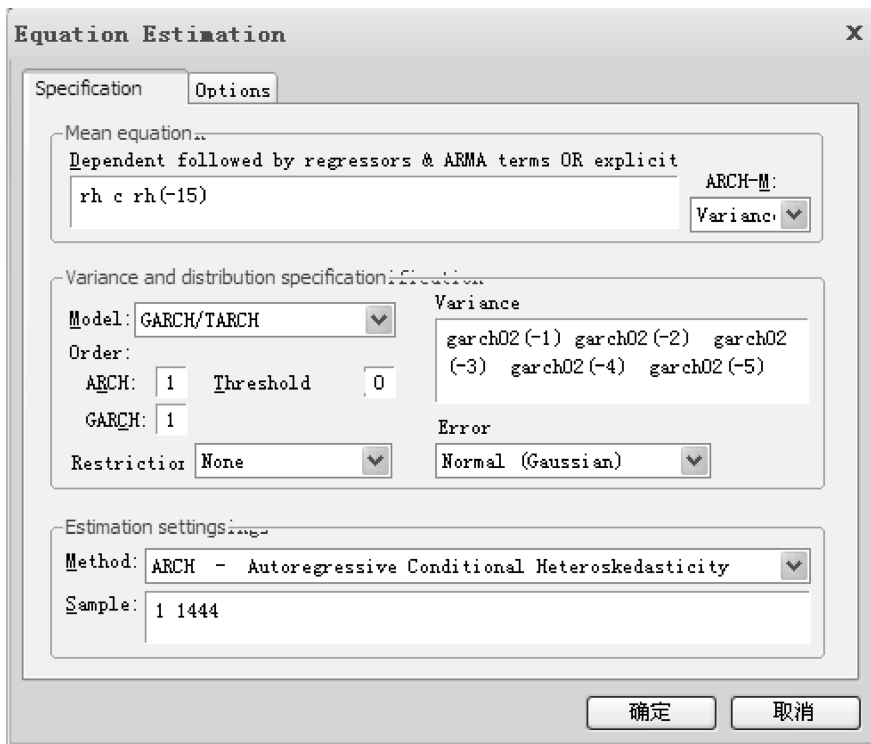 Equation Estimation
X
Specification
Options
Mean equation
Dependent followed by regressors & ARMA terms OR explicit
rh c rh(-15)
ARCH-M:
Varianc
Variance and distribution specification
Model: GARCH/TARCH
Order:
ARCH: 1 Threshold 0
GARCH: 1
Restriction None
Variance
garch02(-1) garch02(-2) garch02
(-3) garch02(-4) garch02(-5)
Error
Normal (Gaussian)
Estimation settings
Method: ARCH - Autoregressive Conditional Heteroskedasticity
Sample: 1 1444
确定
取消